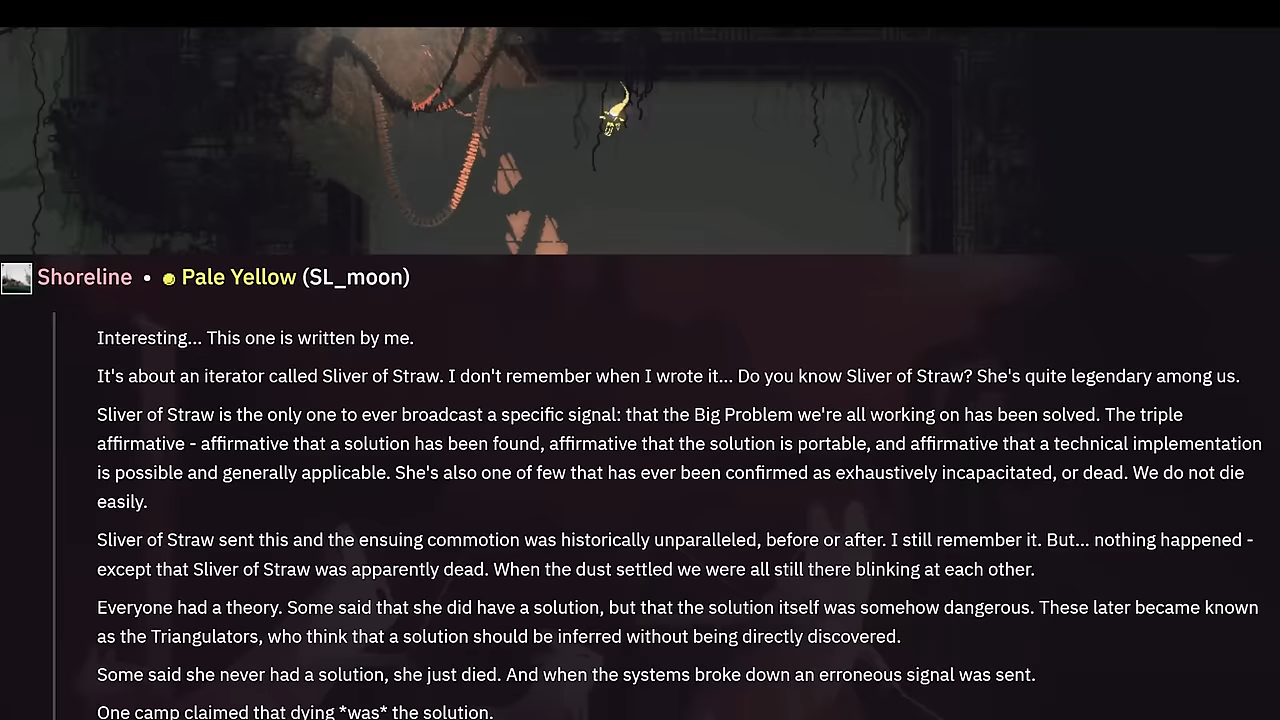 Shoreline • Pale Yellow (SL_moon)
Interesting... This one is written by me.
It's about an iterator called Sliver of Straw. I don't remember when I wrote it... Do you know Sliver of Straw? She's quite legendary among us.
Sliver of Straw is the only one to ever broadcast a specific signal: that the Big Problem we're all working on has been solved. The triple
affirmative - affirmative that a solution has been found, affirmative that the solution is portable, and affirmative that a technical implementation
is possible and generally applicable. She's also one of few that has ever been confirmed as exhaustively incapacitated, or dead. We do not die
easily.
Sliver of Straw sent this and the ensuing commotion was historically unparalleled, before or after. I still remember it. But... nothing happened -
except that Sliver of Straw was apparently dead. When the dust settled we were all still there blinking at each other.
Everyone had a theory. Some said that she did have a solution, but that the solution itself was somehow dangerous. These later became known
as the Triangulators, who think that a solution should be inferred without being directly discovered.
Some said she never had a solution, she just died. And when the systems broke down an erroneous signal was sent.
One camp claimed that dying *was* the solution.